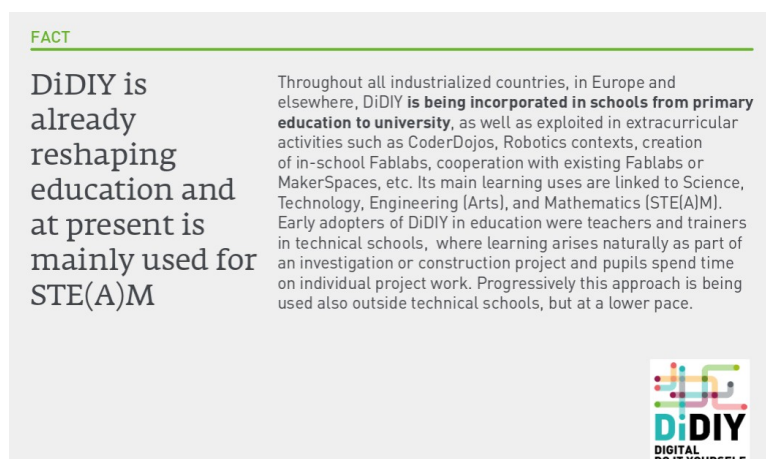 FACT
DiDIY is
already
reshaping
education and
at present is
mainly used for
STE(A)M
Throughout all industrialized countries, in Europe and
elsewhere, DiDIY is being incorporated in schools from primary
education to university, as well as exploited in extracurricular
activities such as CoderDojos, Robotics contexts, creation
of in-school Fablabs, cooperation with existing Fablabs or
MakerSpaces, etc. Its main learning uses are linked to Science,
Technology, Engineering (Arts), and Mathematics (STE(A)M).
Early adopters of DiDIY in education were teachers and trainers
in technical schools, where learning arises naturally as part of
an investigation or construction project and pupils spend time
on individual project work. Progressively this approach is being
used also outside technical schools, but at a lower pace.
DiDIY
DIGITAL
DO IT YOURSELF